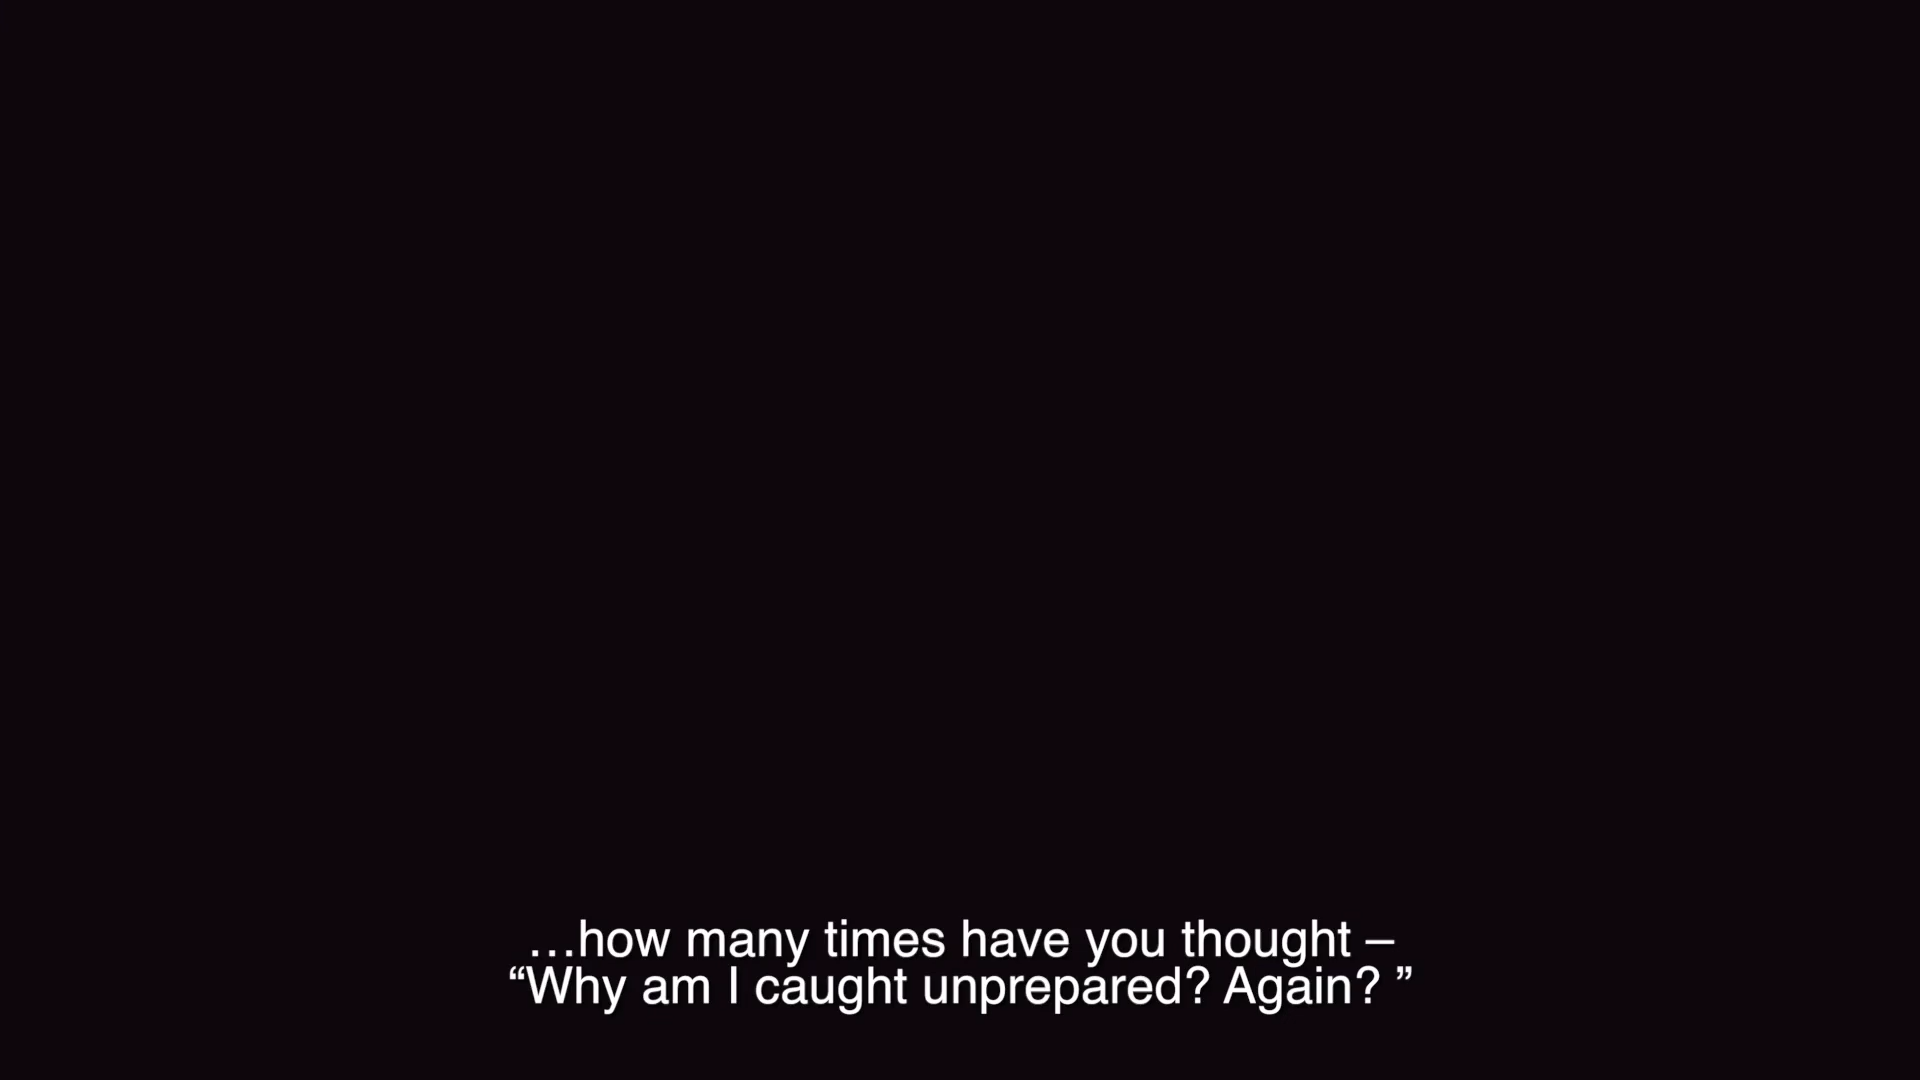 …how many times have you thought –
“Why am I caught unprepared? Again? ”